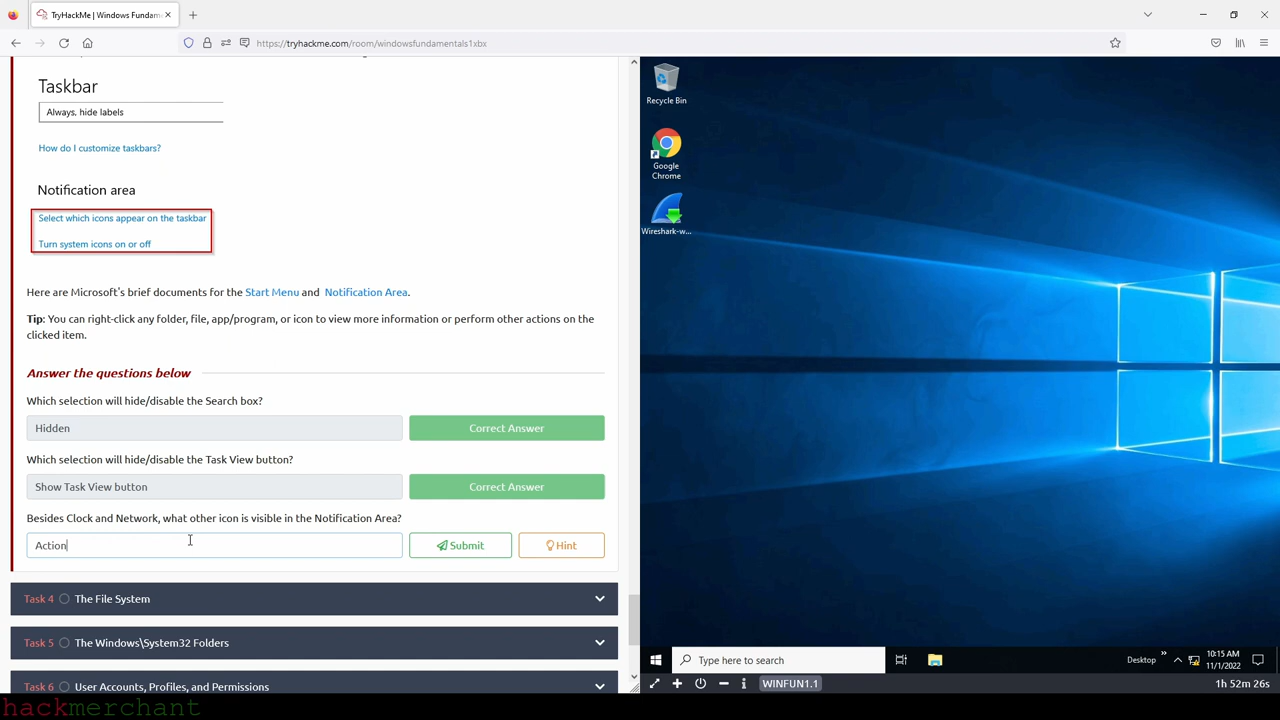 TryHackMe | Windows Fundam
https://tryhackme.com/room/windowsfundamentals1xbx
Taskbar
Always, hide labels
How do I customize taskbars?
Notification area
Select which icons appear on the taskbar
Turn system icons on or off
Here are Microsoft's brief documents for the Start Menu and Notification Area.
Tip: You can right-click any folder, file, app/program, or icon to view more information or perform other actions on the
clicked item.
Answer the questions below
Which selection will hide/disable the Search box?
Hidden
Correct Answer
Which selection will hide/disable the Task View button?
Show Task View button
Correct Answer
Besides Clock and Network, what other icon is visible in the Notification Area?
Action
Submit
Hint
Task 4 The File System
Task 5 The Windows\System32 Folders
Task 6 User Accounts, Profiles, and Permissions
hackmerchant
Recycle Bin
Google
Chrome
Wireshark-w...
Type here to search
Desktop
10:15 AM
11/1/2022
WINFUN1.1
1h 52m 26s